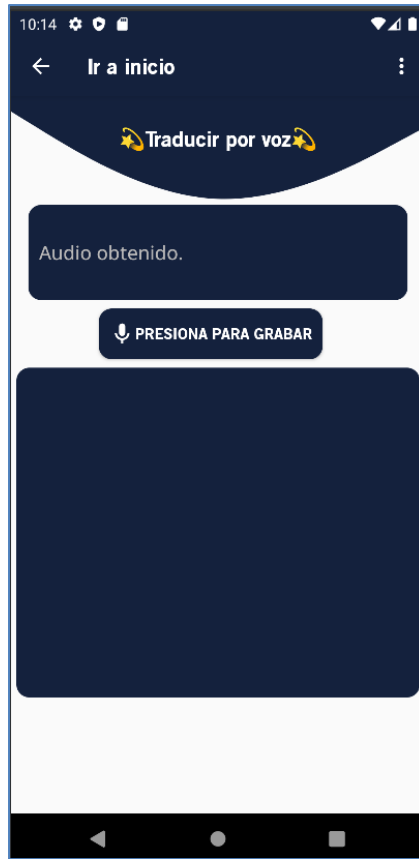 10:14
Ir a inicio
💫Traducir por voz💫
Audio obtenido.
PRESIONA PARA GRABAR